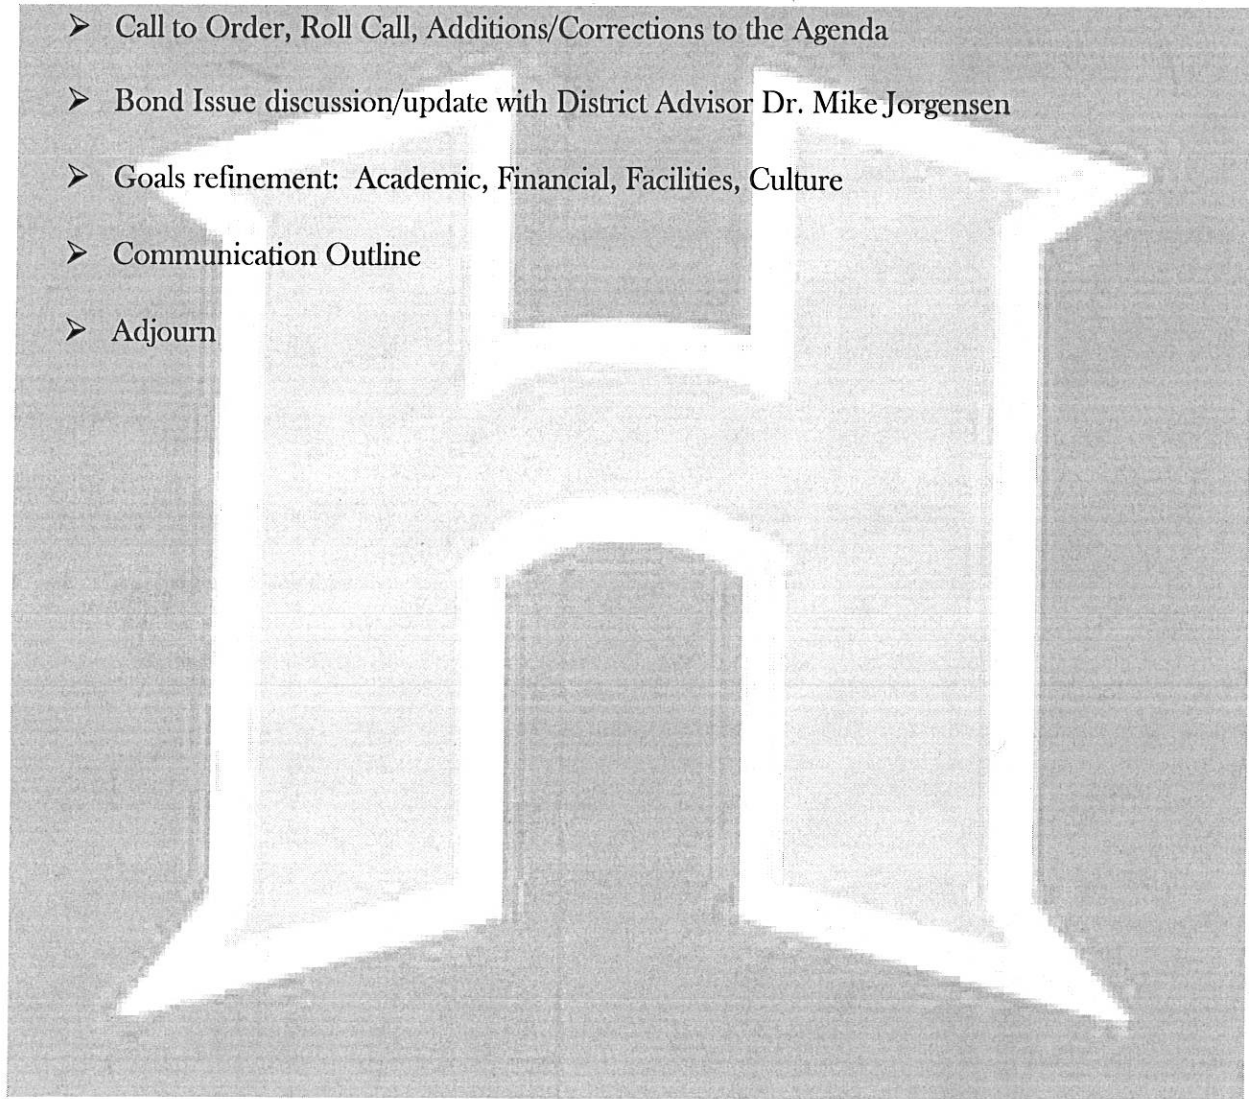 ➤ Call to Order, Roll Call, Additions/Corrections to the Agenda
➤ Bond Issue discussion/update with District Advisor Dr. Mike Jorgensen
➤ Goals refinement: Academic, Financial, Facilities, Culture
➤ Communication Outline
➤ Adjourn
H